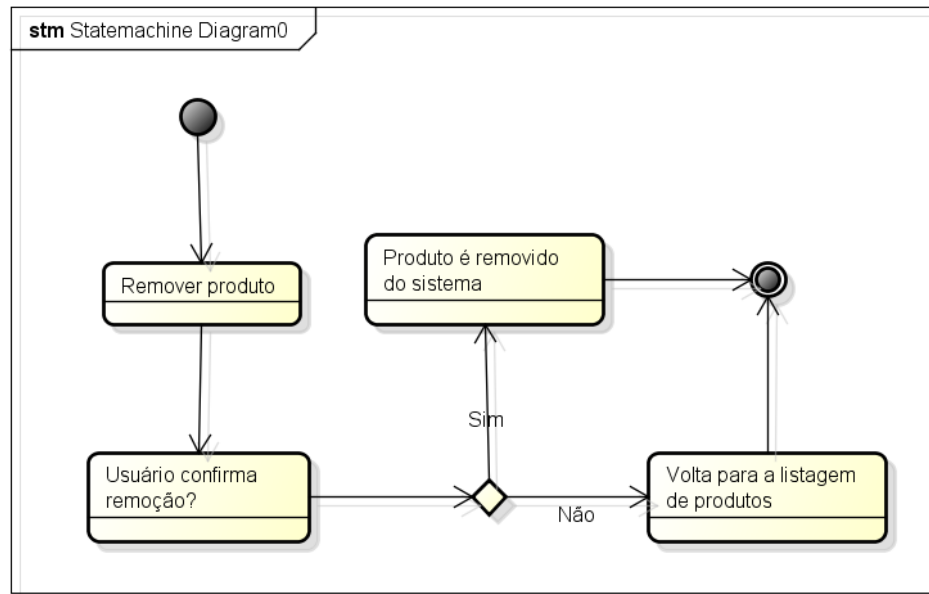 stm Statemachine Diagram0
Remover produto
Produto é removido
do sistema
Sim
Usuário confirma
remoção?
Não
Volta para a listagem
de produtos